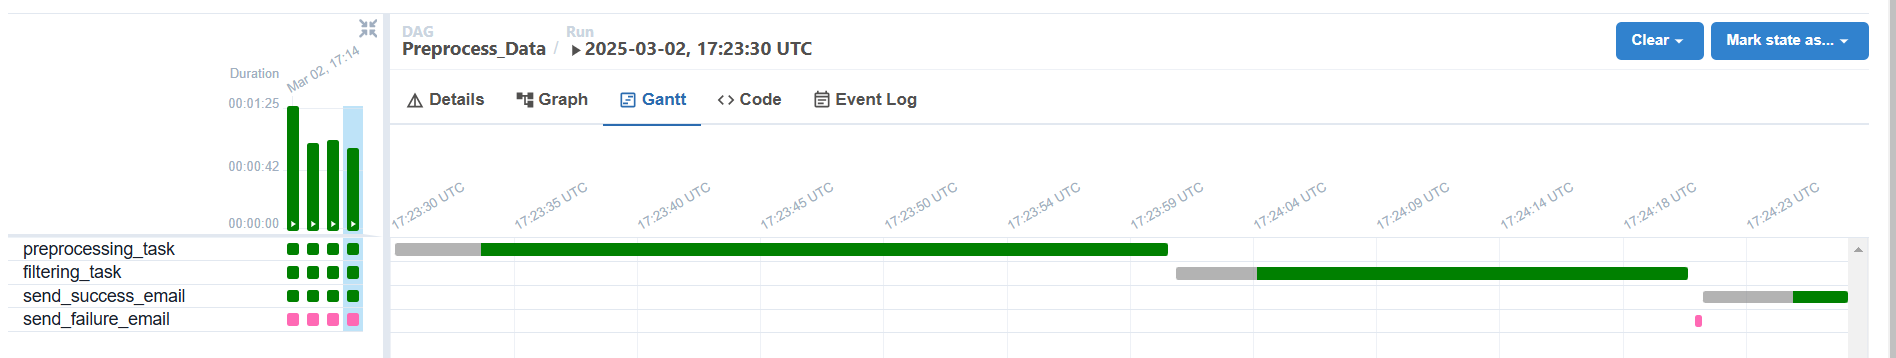 DAG
Preprocess_Data / Run
2025-03-02, 17:23:30 UTC
Clear
Mark state as...
Duration
Mar 02, 17:14
00:01:25
00:00:42
00:00:00
Details
Graph
Gantt
Code
Event Log
17:23:30 UTC
17:23:35 UTC
17:23:40 UTC
17:23:45 UTC
17:23:50 UTC
17:23:54 UTC
17:23:59 UTC
17:24:04 UTC
17:24:09 UTC
17:24:14 UTC
17:24:18 UTC
17:24:23 UTC
preprocessing_task
filtering_task
send_success_email
send_failure_email